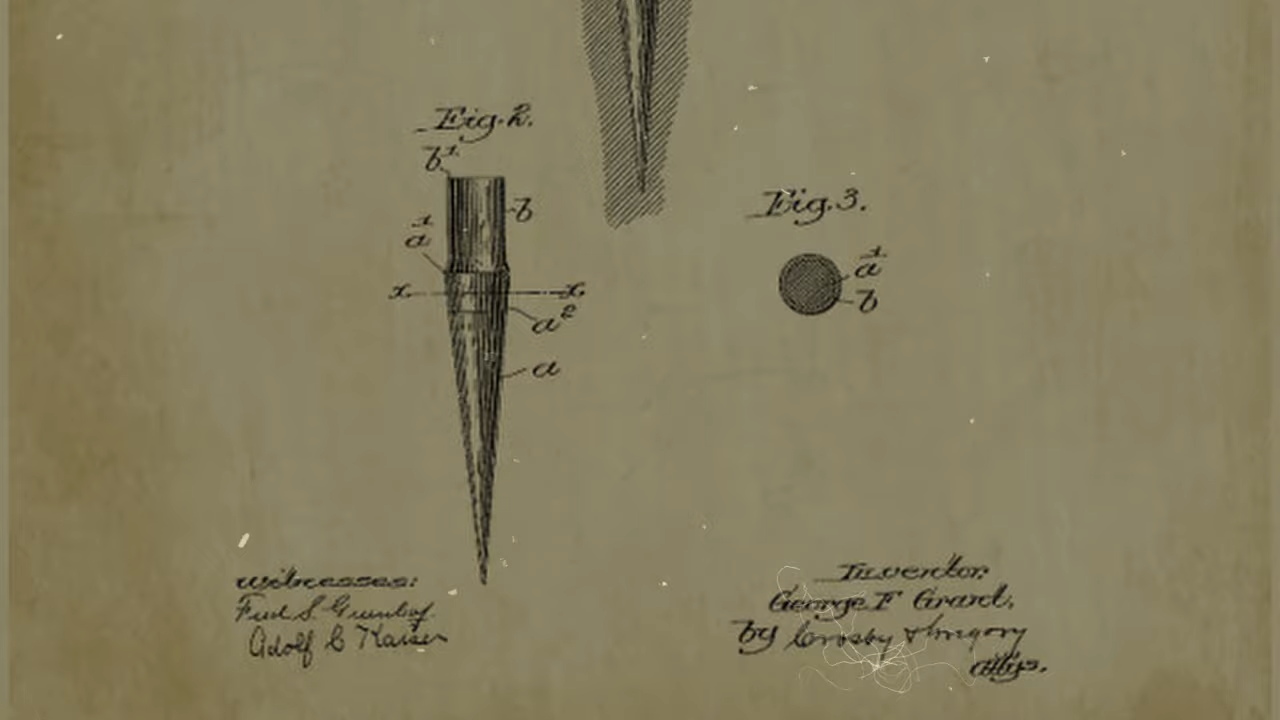 Fig. 2.
b¹
b
a¹
x x
a²
a
Fig. 3.
a¹
b
Witnesses:
Fred S. Grunby.
Adolf C Kaiser
Inventor.
George F Grant,
by Crosby & Gregory
attys.